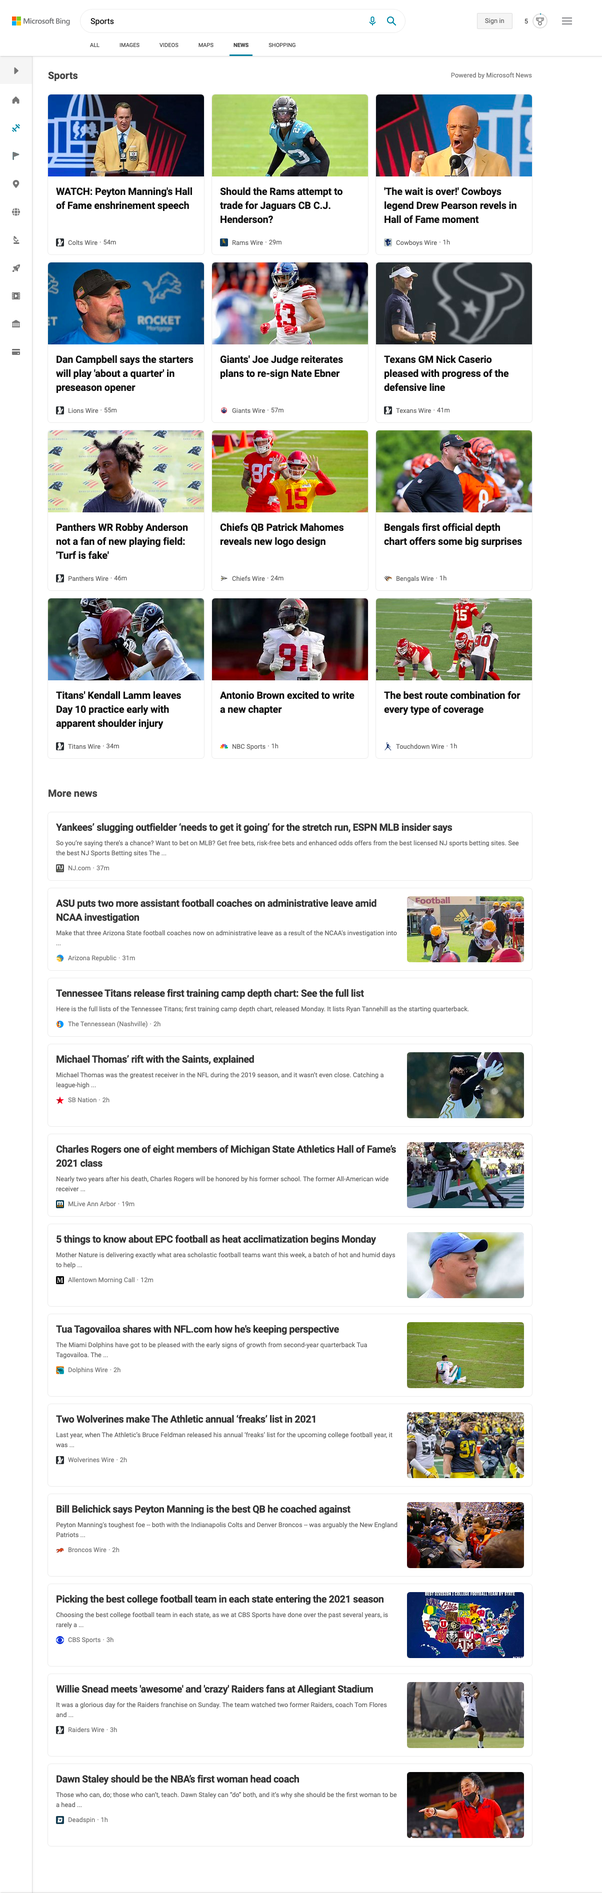 Microsoft Bing
Sports
Sign in
5
ALL IMAGES VIDEOS MAPS NEWS SHOPPING
Sports
Powered by Microsoft News
WATCH: Peyton Manning's Hall
of Fame enshrinement speech
Colts Wire · 54m
Should the Rams attempt to
trade for Jaguars CB C.J.
Henderson?
Rams Wire · 29m
'The wait is over!' Cowboys
legend Drew Pearson revels in
Hall of Fame moment
Cowboys Wire · 1h
ROCKET
Mortgage
Dan Campbell says the starters
will play 'about a quarter' in
preseason opener
Lions Wire · 55m
13
Giants' Joe Judge reiterates
plans to re-sign Nate Ebner
Giants Wire · 57m
Texans GM Nick Caserio
pleased with progress of the
defensive line
Texans Wire · 41m
Panthers WR Robby Anderson
not a fan of new playing field:
'Turf is fake'
Panthers Wire · 46m
15
Chiefs QB Patrick Mahomes
reveals new logo design
Chiefs Wire · 24m
Bengals first official depth
chart offers some big surprises
Bengals Wire · 1h
Titans' Kendall Lamm leaves
Day 10 practice early with
apparent shoulder injury
Titans Wire · 34m
81
Antonio Brown excited to write
a new chapter
NBC Sports · 1h
15
30
The best route combination for
every type of coverage
Touchdown Wire · 1h
More news
Yankees' slugging outfielder 'needs to get it going' for the stretch run, ESPN MLB insider says
So you're saying there's a chance? Want to bet on MLB? Get free bets, risk-free bets and enhanced odds offers from the best licensed NJ sports betting sites. See
the best NJ Sports Betting sites The ...
NJ.com · 37m
ASU puts two more assistant football coaches on administrative leave amid
NCAA investigation
Make that three Arizona State football coaches now on administrative leave as a result of the NCAA's investigation into
...
Arizona Republic · 31m
Football
Tennessee Titans release first training camp depth chart: See the full list
Here is the full lists of the Tennessee Titans; first training camp depth chart, released Monday. It lists Ryan Tannehill as the starting quarterback.
The Tennessean (Nashville) · 2h
Michael Thomas' rift with the Saints, explained
Michael Thomas was the greatest receiver in the NFL during the 2019 season, and it wasn't even close. Catching a
league-high ...
SB Nation · 2h
Charles Rogers one of eight members of Michigan State Athletics Hall of Fame's
2021 class
Nearly two years after his death, Charles Rogers will be honored by his former school. The former All-American wide
receiver ...
MLive Ann Arbor · 19m
5 things to know about EPC football as heat acclimatization begins Monday
Mother Nature is delivering exactly what area scholastic football teams want this week, a batch of hot and humid days
to help ...
Allentown Morning Call · 12m
Tua Tagovailoa shares with NFL.com how he's keeping perspective
The Miami Dolphins have got to be pleased with the early signs of growth from second-year quarterback Tua
Tagovailoa. The ...
Dolphins Wire · 2h
Two Wolverines make The Athletic annual 'freaks' list in 2021
Last year, when The Athletic's Bruce Feldman released his annual 'freaks' list for the upcoming college football year, it
was ...
Wolverines Wire · 2h
97
Bill Belichick says Peyton Manning is the best QB he coached against
Peyton Manning's toughest foe – both with the Indianapolis Colts and Denver Broncos – was arguably the New England
Patriots ...
Broncos Wire · 2h
Picking the best college football team in each state entering the 2021 season
Choosing the best college football team in each state, as we at CBS Sports have done over the past several years, is
rarely a ...
CBS Sports · 3h
Willie Snead meets 'awesome' and 'crazy' Raiders fans at Allegiant Stadium
It was a glorious day for the Raiders franchise on Sunday. The team watched two former Raiders, coach Tom Flores
and ...
Raiders Wire · 3h
Dawn Staley should be the NBA's first woman head coach
Those who can, do; those who can't, teach. Dawn Staley can "do" both, and it's why she should be the first woman to be
a head ...
Deadspin · 1h